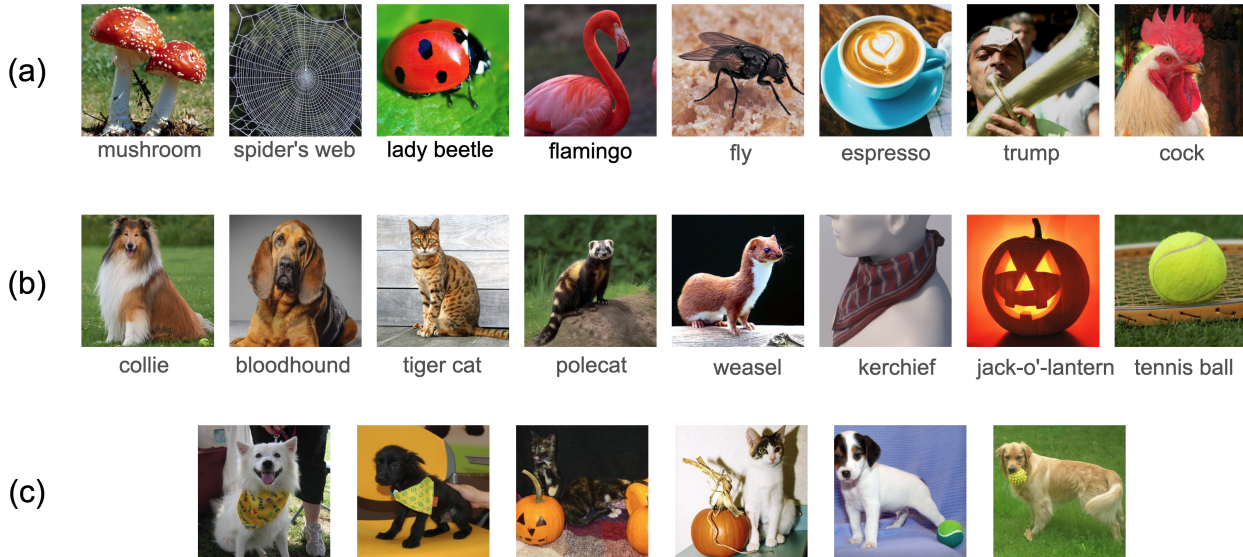 (a)
mushroom spider's web lady beetle flamingo fly espresso trump cock
(b)
collie bloodhound tiger cat polecat weasel kerchief jack-o'-lantern tennis ball
(c)